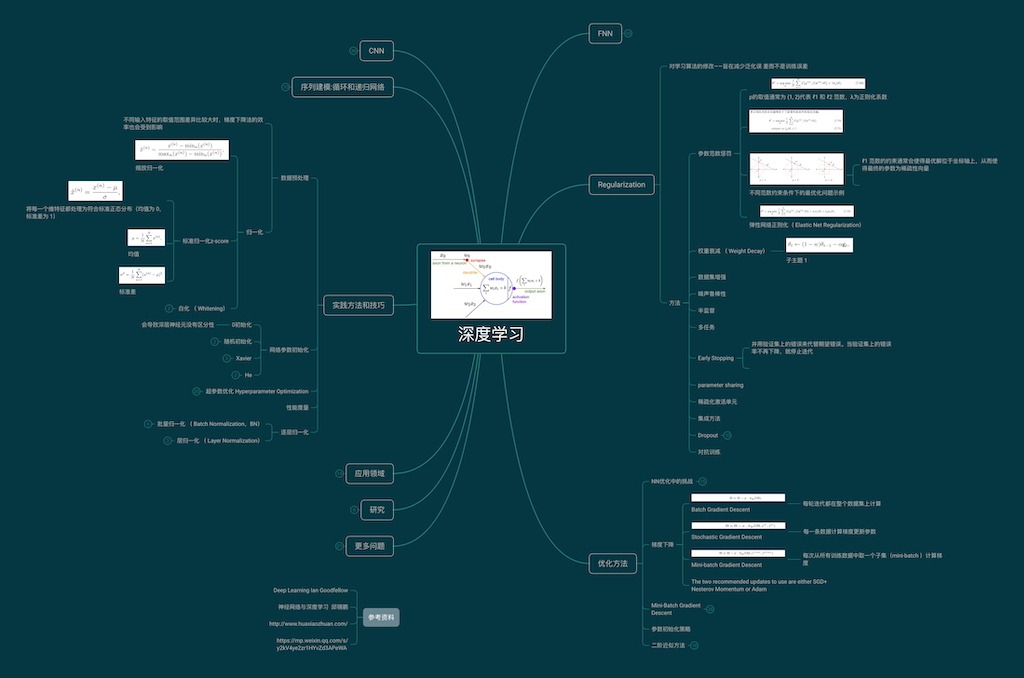 深度学习
FNN
Regularization
对学习算法的修改——旨在减少泛化误 差而不是训练误差
方法
参数范数惩罚
p的取值通常为 {1, 2}代表 ℓ1 和 ℓ2 范数，λ为正则化系数
不同范数约束条件下的最优化问题示例
ℓ1 范数的约束通常会使得最优解位于坐标轴上，从而使
得最终的参数为稀疏性向量
弹性网络正则化（ Elastic Net Regularization）
权重衰减 （ Weight Decay）
子主题 1
数据集增强
噪声鲁棒性
半监督
多任务
Early Stopping
并用验证集上的错误来代替期望错误。当验证集上的错误
率不再下降，就停止迭代
parameter sharing
稀疏化激活单元
集成方法
Dropout
对抗训练
优化方法
NN优化中的挑战
梯度下降
Batch Gradient Descent
每轮迭代都在整个数据集上计算
Stochastic Gradient Descent
每一条数据计算梯度更新参数
Mini-batch Gradient Descent
每次从所有训练数据中取一个子集（mini-batch ）计算梯
度
The two recommended updates to use are either SGD+
Nesterov Momentum or Adam
Mini-Batch Gradient
Descent
参数初始化策略
二阶近似方法
CNN
序列建模:循环和递归网络
实践方法和技巧
数据预处理
不同输入特征的取值范围差异比较大时，梯度下降法的效
率也会受到影响
归一化
缩放归一化
标准归一化z-score
将每一个维特征都处理为符合标准正态分布（均值为 0，
标准差为 1）
均值
标准差
白化 （ Whitening）
网络参数初始化
0初始化
会导致深层神经元没有区分性
随机初始化
Xavier
He
超参数优化 Hyperparameter Optimization
性能度量
逐层归一化
批量归一化 （ Batch Normalization，BN）
层归一化 （ Layer Normalization）
应用领域
研究
更多问题
参考资料
Deep Learning Ian Goodfellow
神经网络与深度学习 邱锡鹏
http://www.huaxiaozhuan.com/
https://mp.weixin.qq.com/s/
y2kV4ye2zr1HYvZd3APeWA